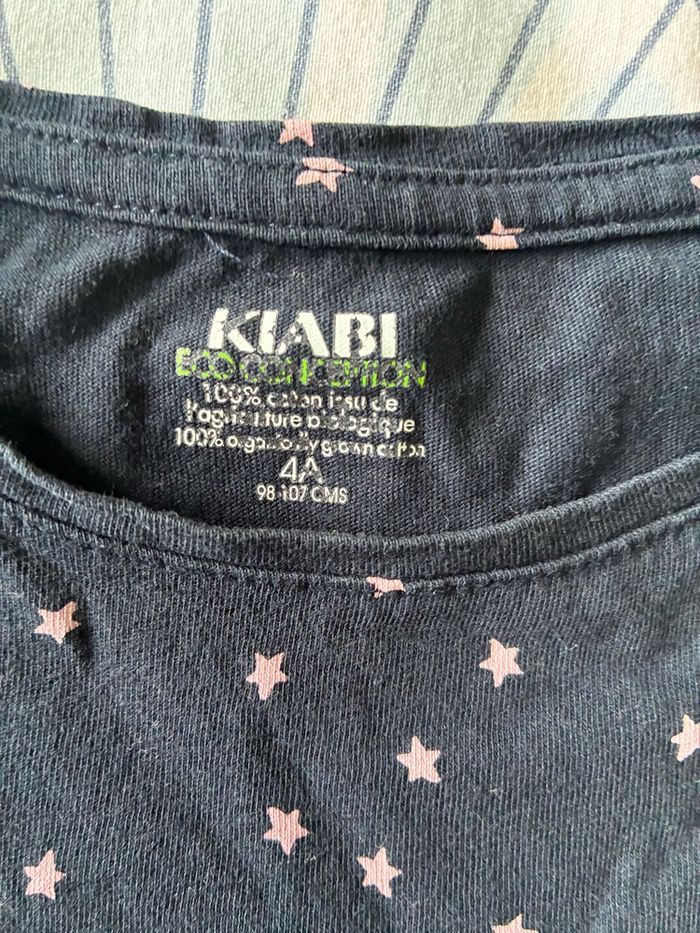 KIABI
ECO CONCEPTION
100% coton issu de
l'agriculture biologique
100% organically grown cotton
4A
98 107 CMS